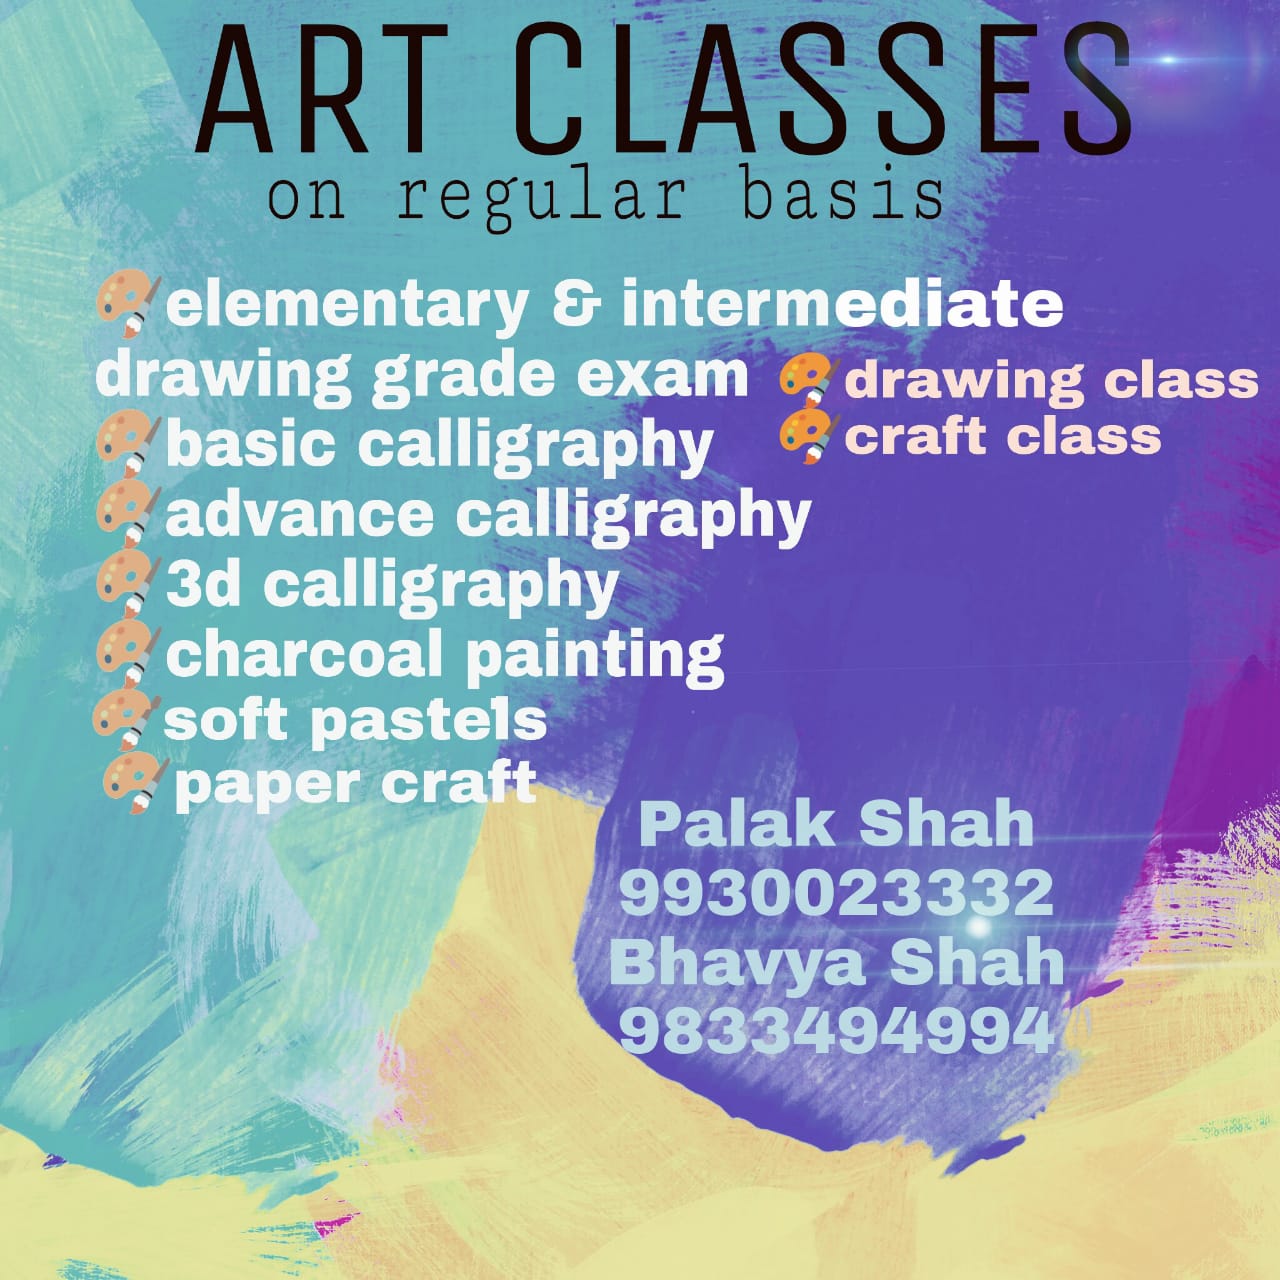 ART CLASSES
on regular basis
🎨elementary & intermediate
drawing grade exam
🎨basic calligraphy
🎨advance calligraphy
🎨3d calligraphy
🎨charcoal painting
🎨soft pastels
🎨paper craft
🎨drawing class
🎨craft class
Palak Shah
9930023332
Bhavya Shah
9833494994